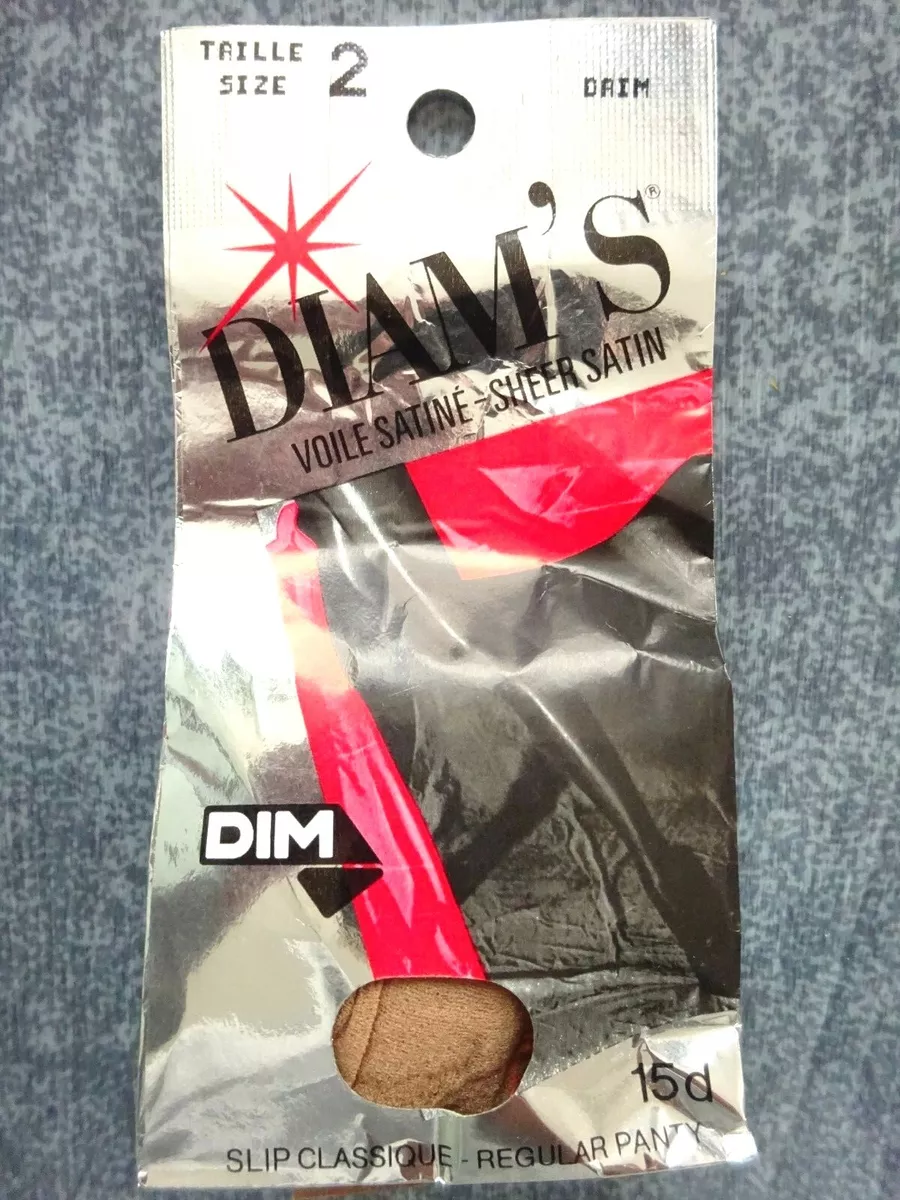 TAILLE 2 DAIM
SIZE
DIAM'S®
VOILE SATINÉ - SHEER SATIN
DIM
15d
SLIP CLASSIQUE - REGULAR PANTY